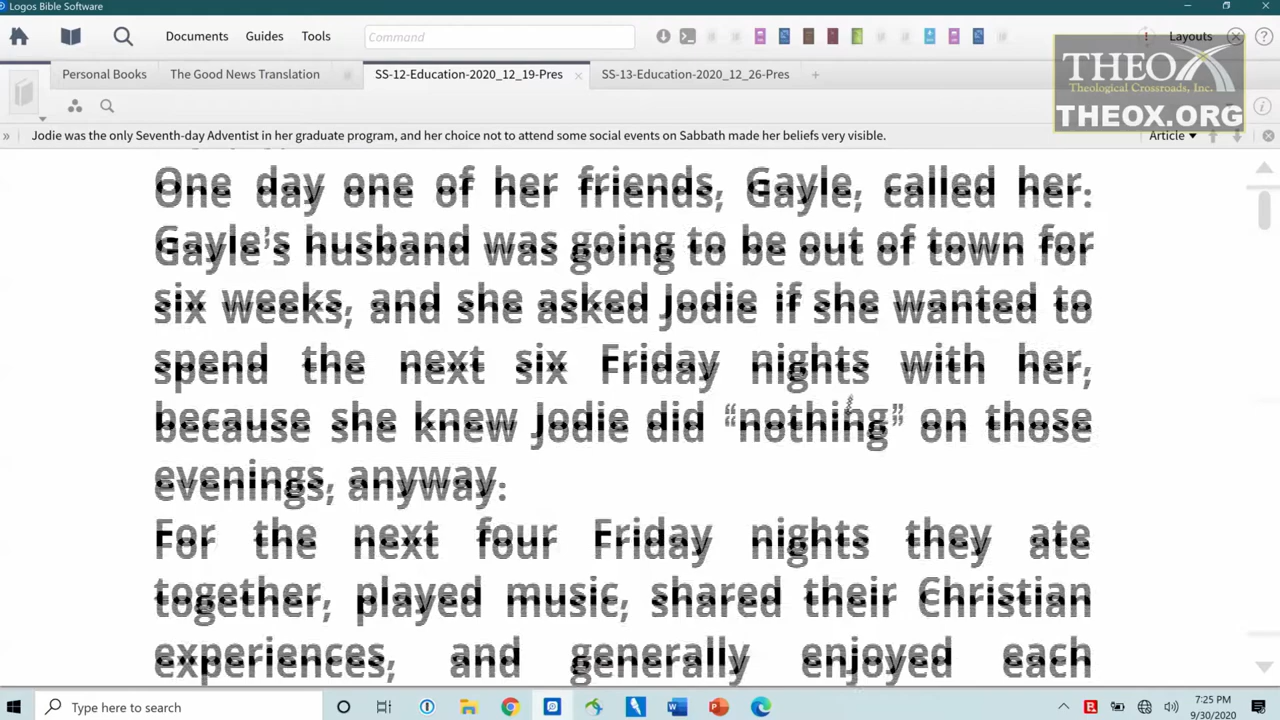 Logos Bible Software
Documents Guides Tools Command Layouts
THEOX
Theological Crossroads, Inc.
THEOX.ORG
Personal Books The Good News Translation SS-12-Education-2020_12_19-Pres SS-13-Education-2020_12_26-Pres
Jodie was the only Seventh-day Adventist in her graduate program, and her choice not to attend some social events on Sabbath made her beliefs very visible. Article
One day one of her friends, Gayle, called her.
Gayle’s husband was going to be out of town for
six weeks, and she asked Jodie if she wanted to
spend the next six Friday nights with her,
because she knew Jodie did “nothing” on those
evenings, anyway.
For the next four Friday nights they ate
together, played music, shared their Christian
experiences, and generally enjoyed each
Type here to search
7:25 PM
9/30/2020